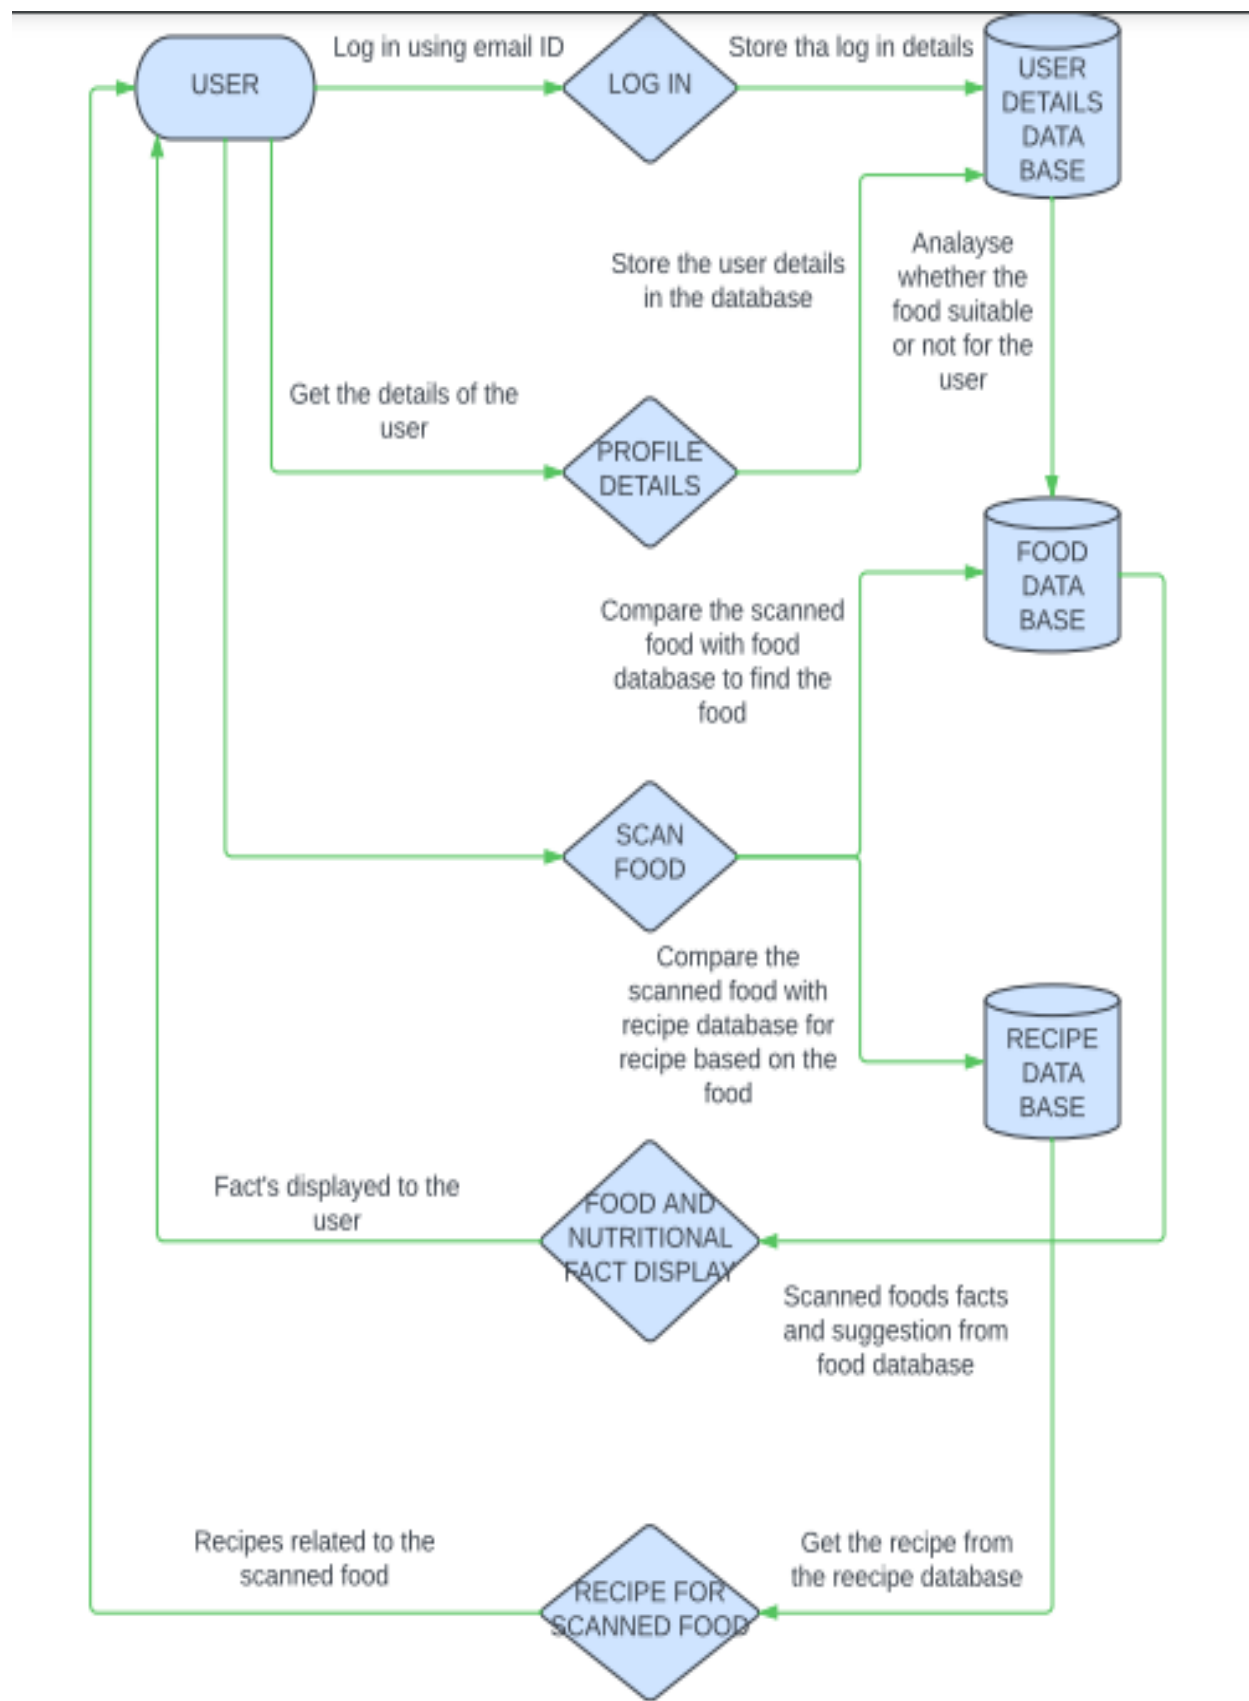 Log in using email ID
Store tha log in details
USER
LOG IN
USER
DETAILS
DATA
BASE
Store the user details
in the database
Analayse
whether the
food suitable
or not for the
user
Get the details of the
user
PROFILE
DETAILS
FOOD
DATA
BASE
Compare the scanned
food with food
database to find the
food
SCAN
FOOD
Compare the
scanned food with
recipe database for
recipe based on the
food
RECIPE
DATA
BASE
Fact's displayed to the
user
FOOD AND
NUTRITIONAL
FACT DISPLAY
Scanned foods facts
and suggestion from
food database
Recipes related to the
scanned food
Get the recipe from
the reecipe database
RECIPE FOR
SCANNED FOOD